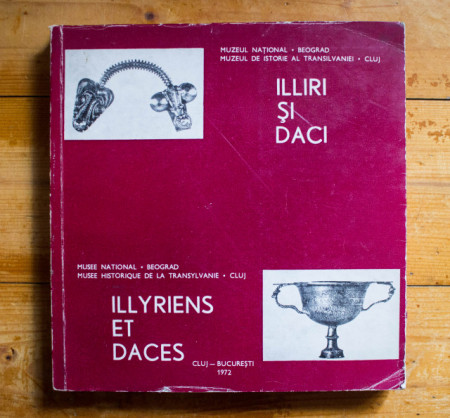 MUZEUL NAȚIONAL • BEOGRAD
MUZEUL DE ISTORIE AL TRANSILVANIEI • CLUJ
ILLIRI
ȘI
DACI
MUSEE NATIONAL • BEOGRAD
MUSEE HISTORIQUE DE LA TRANSYLVANIE • CLUJ
ILLYRIENS
ET
DACES
CLUJ – BUCUREȘTI
1972